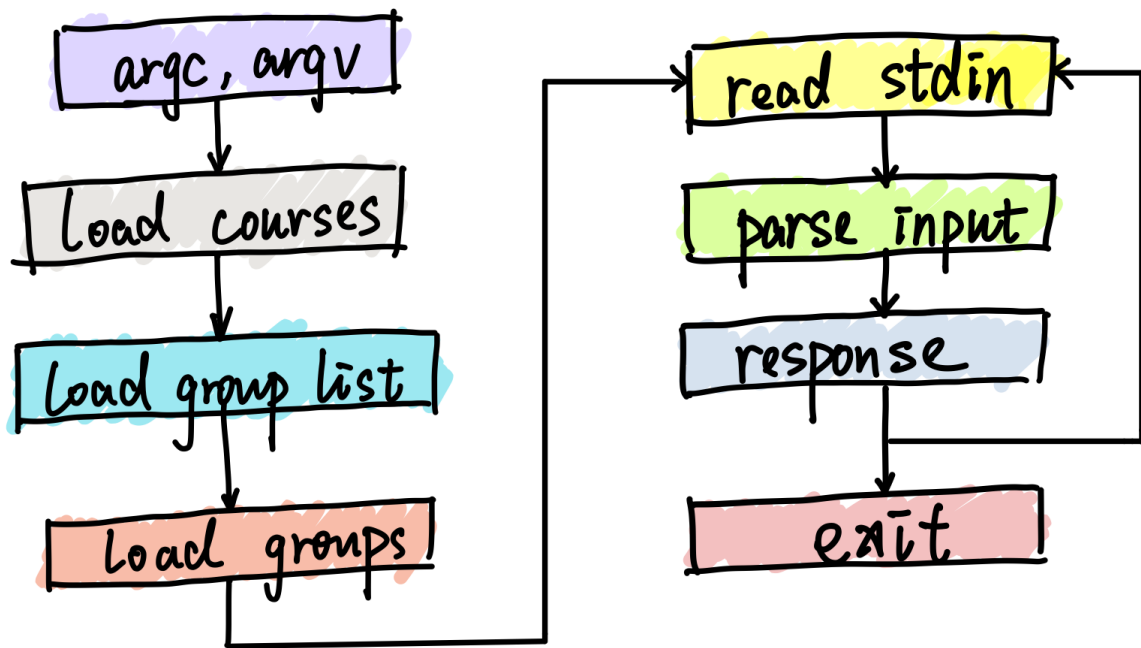 argc, argv
load courses
load group list
load groups
read stdin
parse input
response
exit